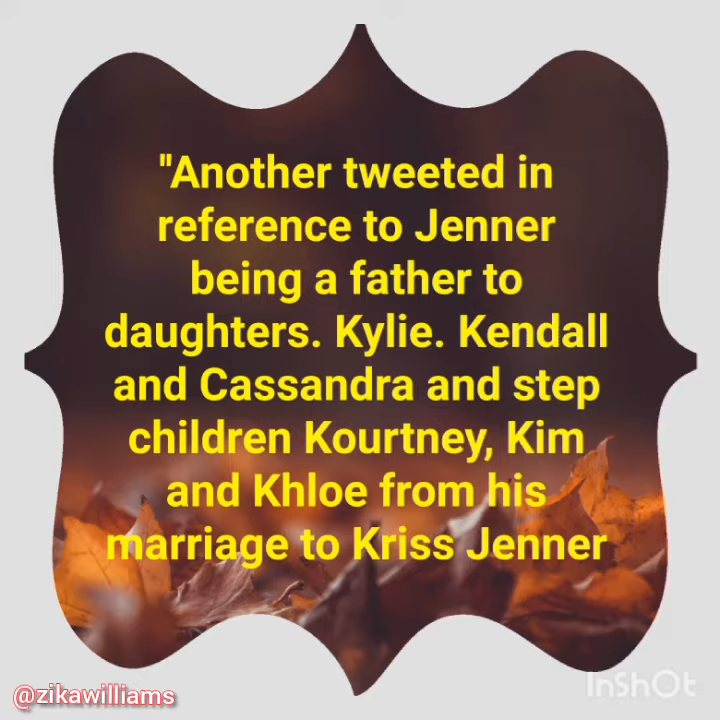 "Another tweeted in
reference to Jenner
being a father to
daughters. Kylie. Kendall
and Cassandra and step
children Kourtney, Kim
and Khloe from his
marriage to Kriss Jenner
InShOt
@zikawilliams